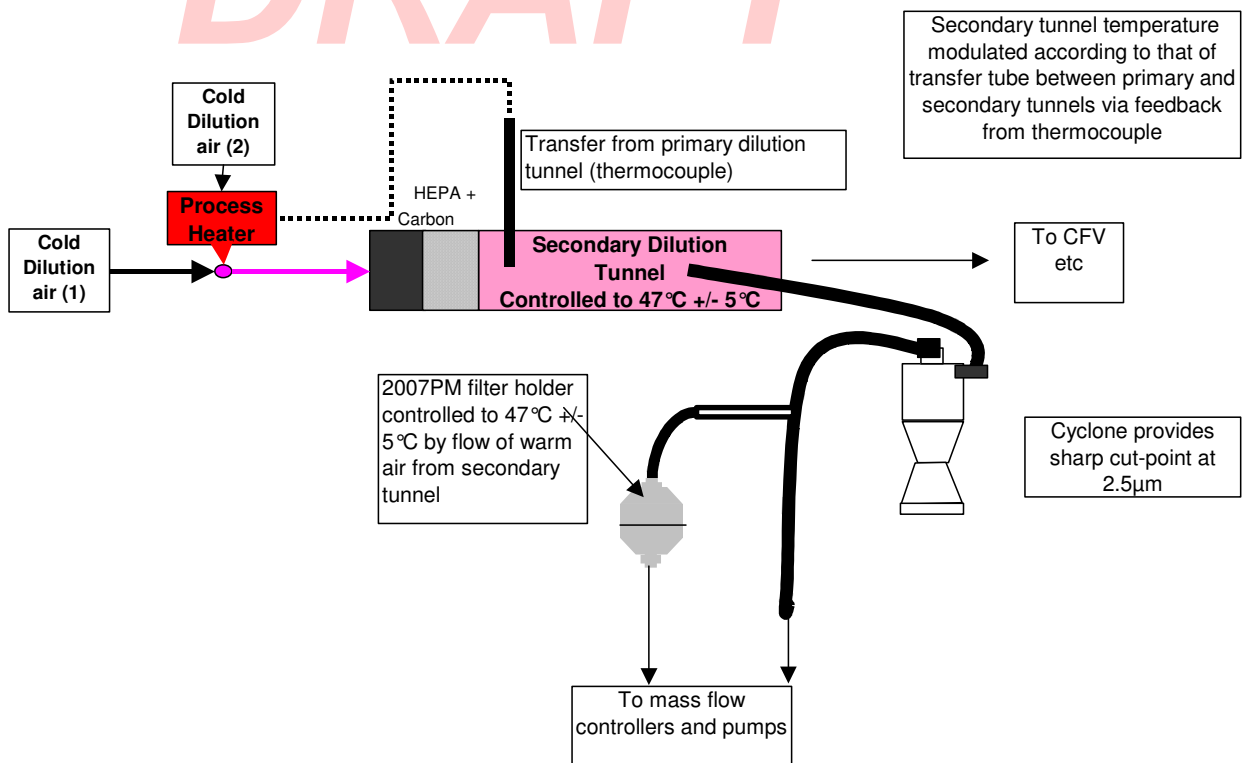 DRAFT
Secondary tunnel temperature
modulated according to that of
transfer tube between primary and
secondary tunnels via feedback
from thermocouple
Cold
Dilution
air (2)
Transfer from primary dilution
tunnel (thermocouple)
HEPA +
Carbon
Process
Heater
Cold
Dilution
air (1)
Secondary Dilution
Tunnel
Controlled to 47°C +/- 5°C
To CFV
etc
2007PM filter holder
controlled to 47°C +/-
5°C by flow of warm
air from secondary
tunnel
Cyclone provides
sharp cut-point at
2.5µm
To mass flow
controllers and pumps